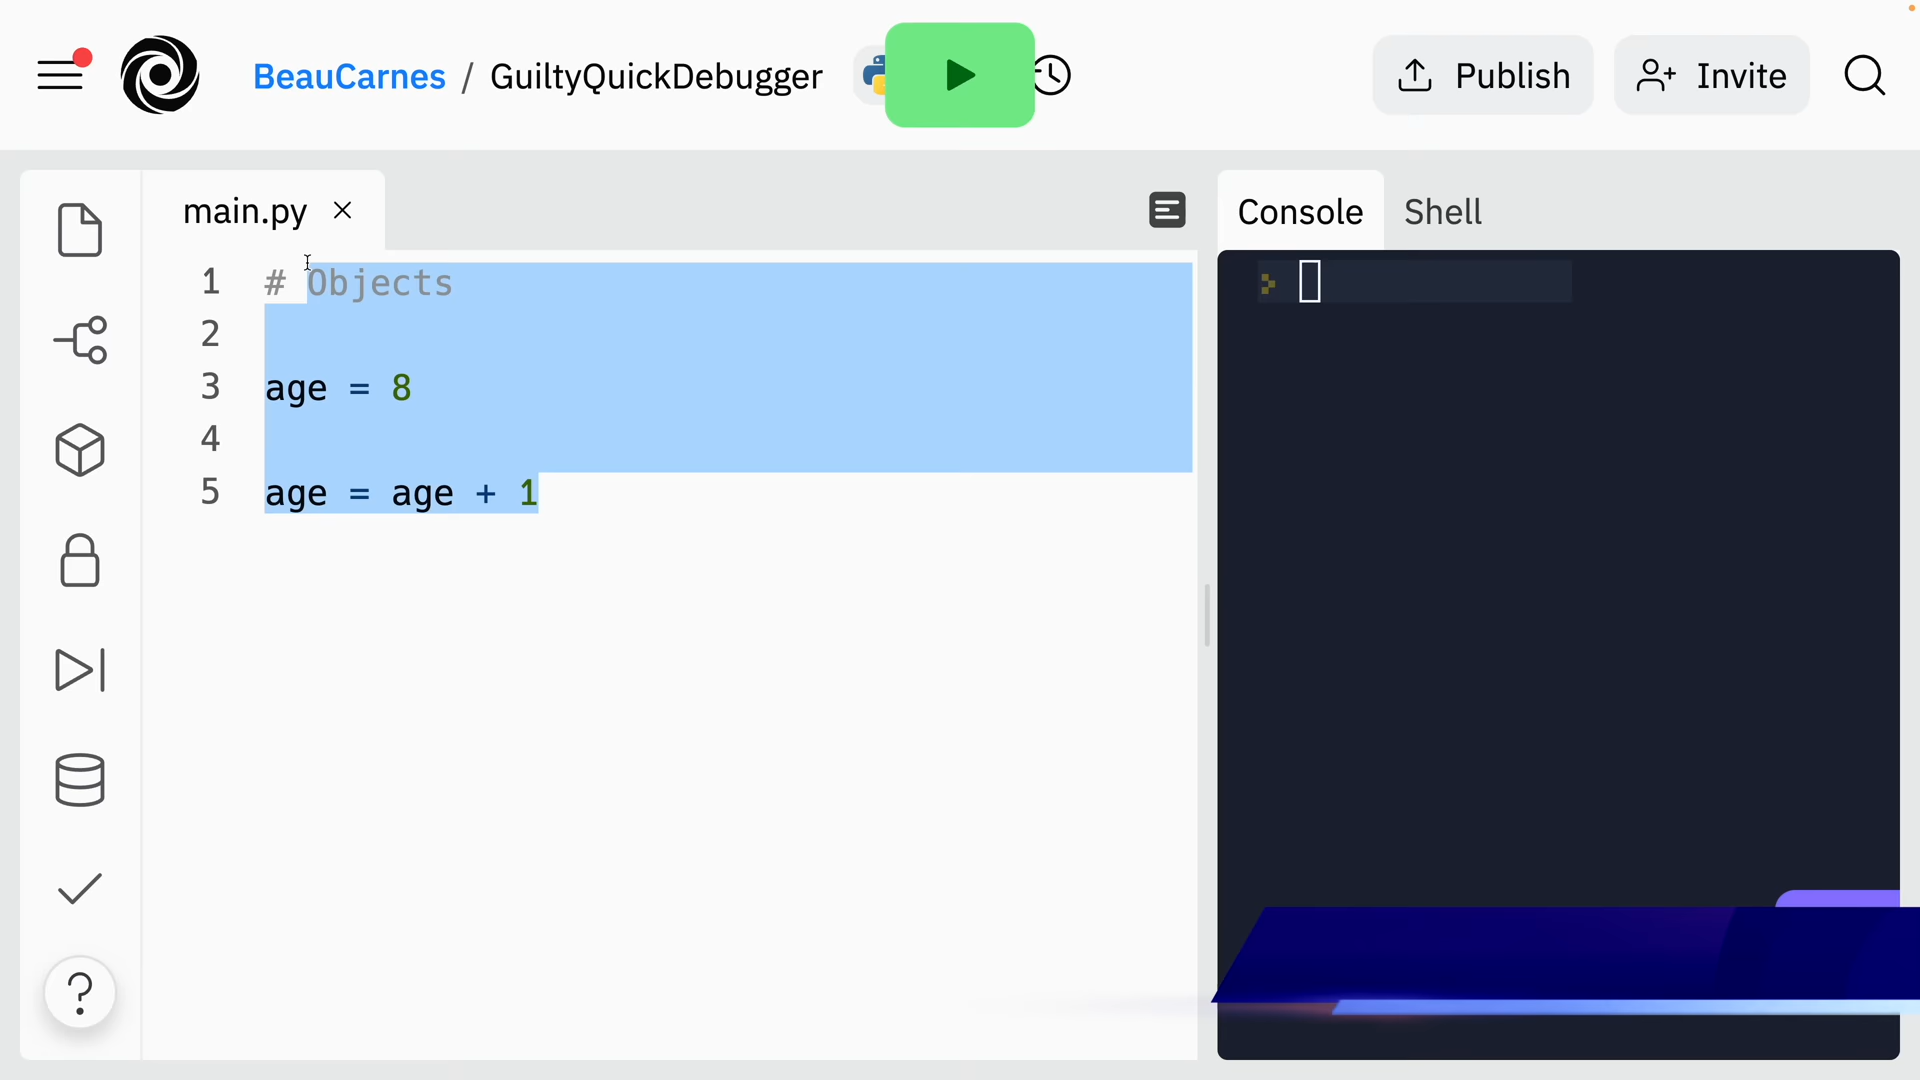 BeauCarnes / GuiltyQuickDebugger
Publish
Invite
main.py
Console
Shell
1 # Objects
2
3 age = 8
4
5 age = age + 1